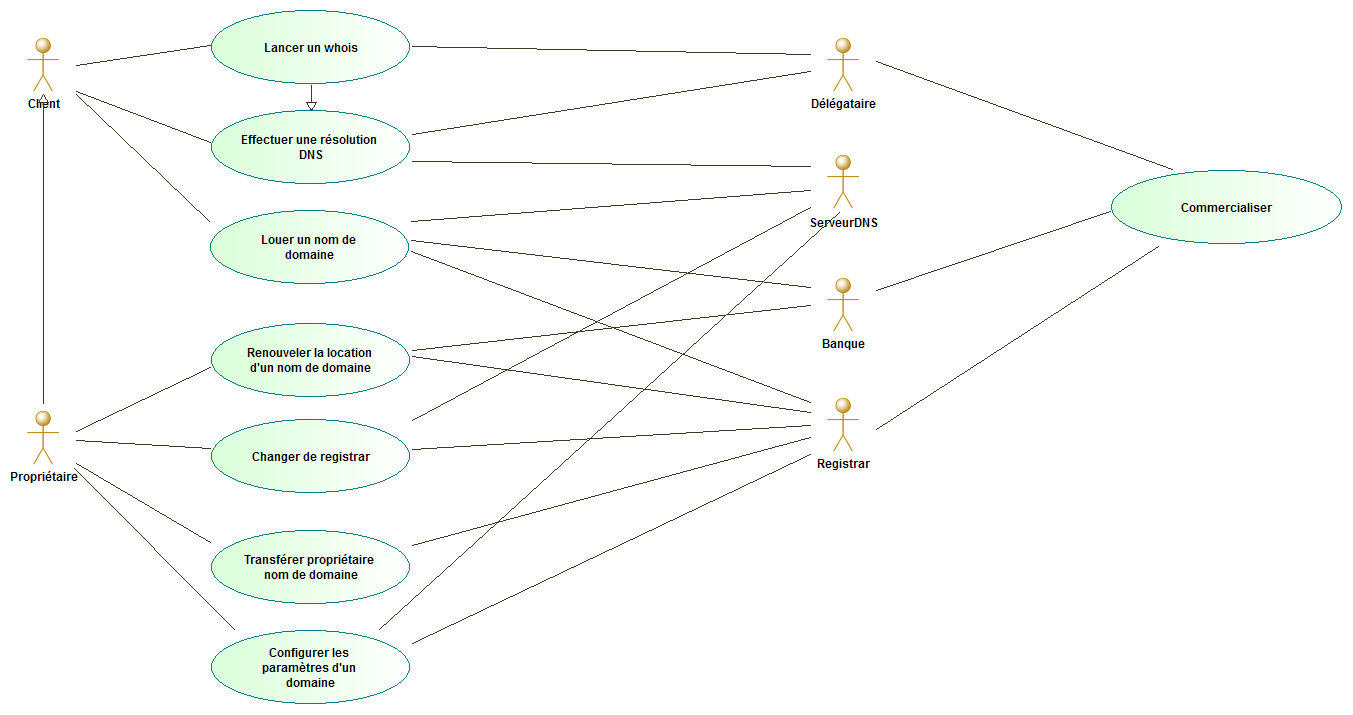 Lancer un whois
Client
Délégataire
Effectuer une résolution
DNS
Commercialiser
ServeurDNS
Louer un nom de
domaine
Banque
Renouveler la location
d'un nom de domaine
Changer de registrar
Registrar
Propriétaire
Transférer propriétaire
nom de domaine
Configurer les
paramètres d'un
domaine